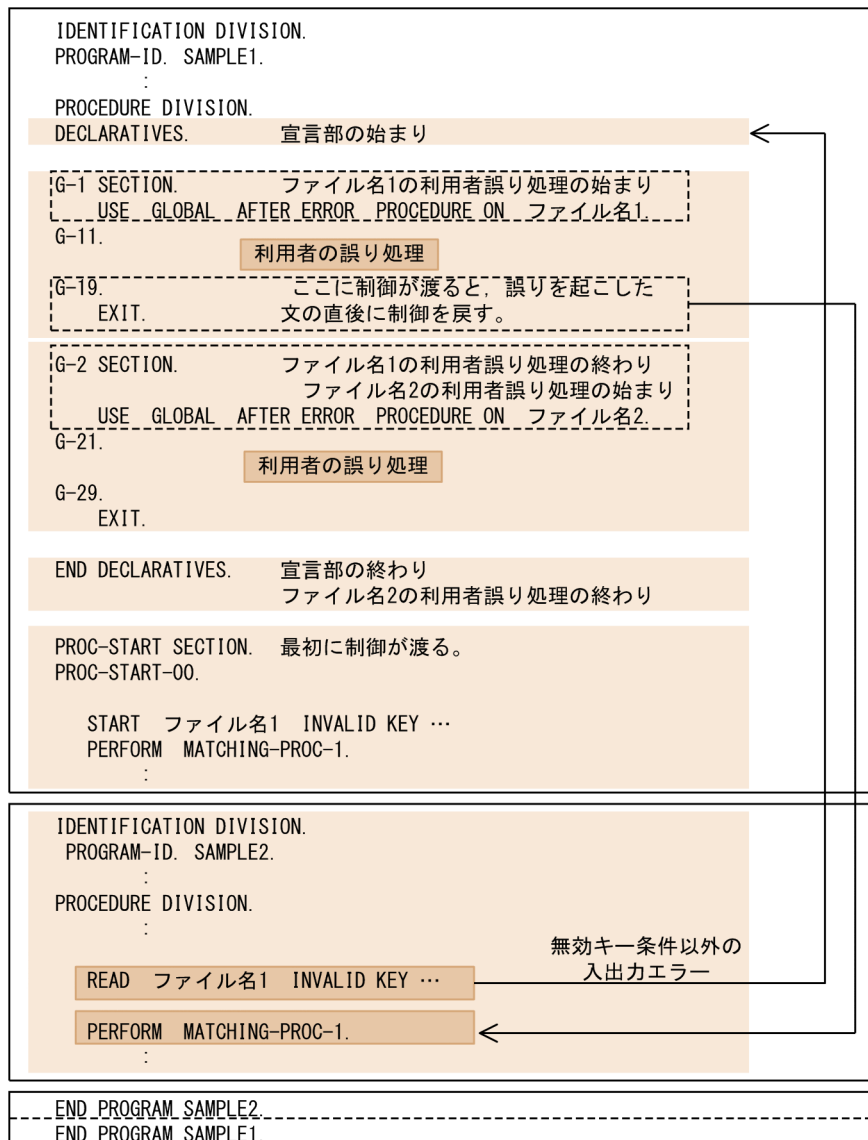 IDENTIFICATION DIVISION.
PROGRAM-ID. SAMPLE1.
:
PROCEDURE DIVISION.
DECLARATIVES. 宣言部の始まり
G-1 SECTION. ファイル名1の利用者誤り処理の始まり
USE GLOBAL AFTER ERROR PROCEDURE ON ファイル名1.
G-11.
利用者の誤り処理
G-19. ここに制御が渡ると，誤りを起こした
EXIT. 文の直後に制御を戻す。
G-2 SECTION. ファイル名1の利用者誤り処理の終わり
ファイル名2の利用者誤り処理の始まり
USE GLOBAL AFTER ERROR PROCEDURE ON ファイル名2.
G-21.
利用者の誤り処理
G-29.
EXIT.
END DECLARATIVES. 宣言部の終わり
ファイル名2の利用者誤り処理の終わり
PROC-START SECTION. 最初に制御が渡る。
PROC-START-00.
START ファイル名1 INVALID KEY …
PERFORM MATCHING-PROC-1.
:
IDENTIFICATION DIVISION.
PROGRAM-ID. SAMPLE2.
:
PROCEDURE DIVISION.
:
無効キー条件以外の
入出力エラー
READ ファイル名1 INVALID KEY …
PERFORM MATCHING-PROC-1.
:
END PROGRAM SAMPLE2.
END PROGRAM SAMPLE1.